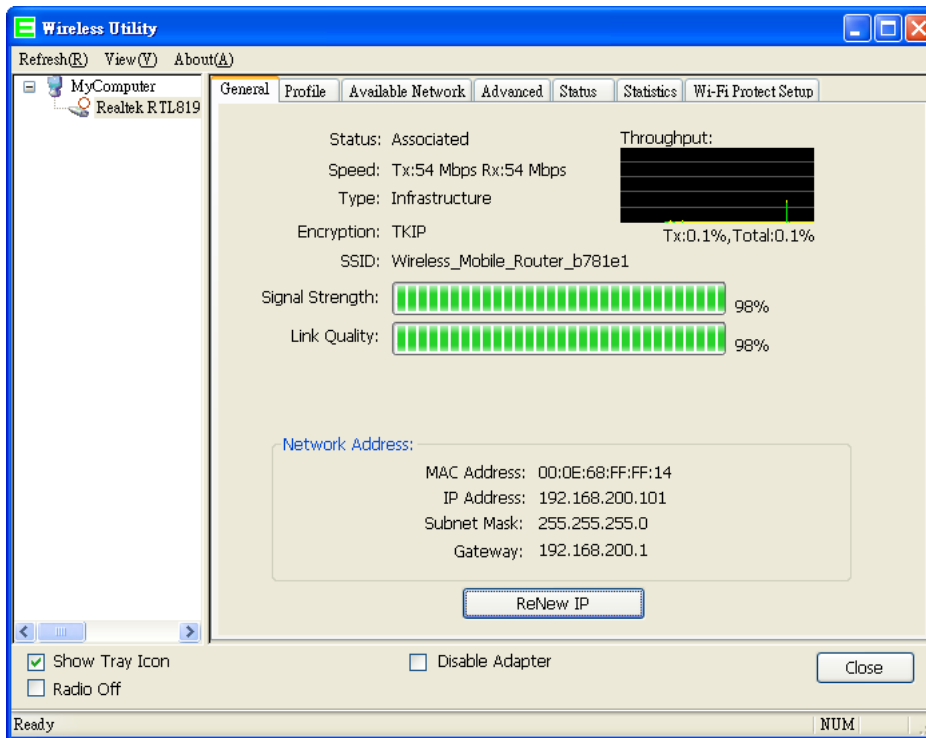 Wireless Utility
Refresh(R) View(V) About(A)
MyComputer
Realtek RTL819
General Profile Available Network Advanced Status Statistics Wi-Fi Protect Setup
Status: Associated
Throughput:
Speed: Tx:54 Mbps Rx:54 Mbps
Type: Infrastructure
Encryption: TKIP
Tx:0.1%,Total:0.1%
SSID: Wireless_Mobile_Router_b781e1
Signal Strength: 98%
Link Quality: 98%
Network Address:
MAC Address: 00:0E:68:FF:FF:14
IP Address: 192.168.200.101
Subnet Mask: 255.255.255.0
Gateway: 192.168.200.1
ReNew IP
Show Tray Icon
Disable Adapter
Close
Radio Off
Ready NUM